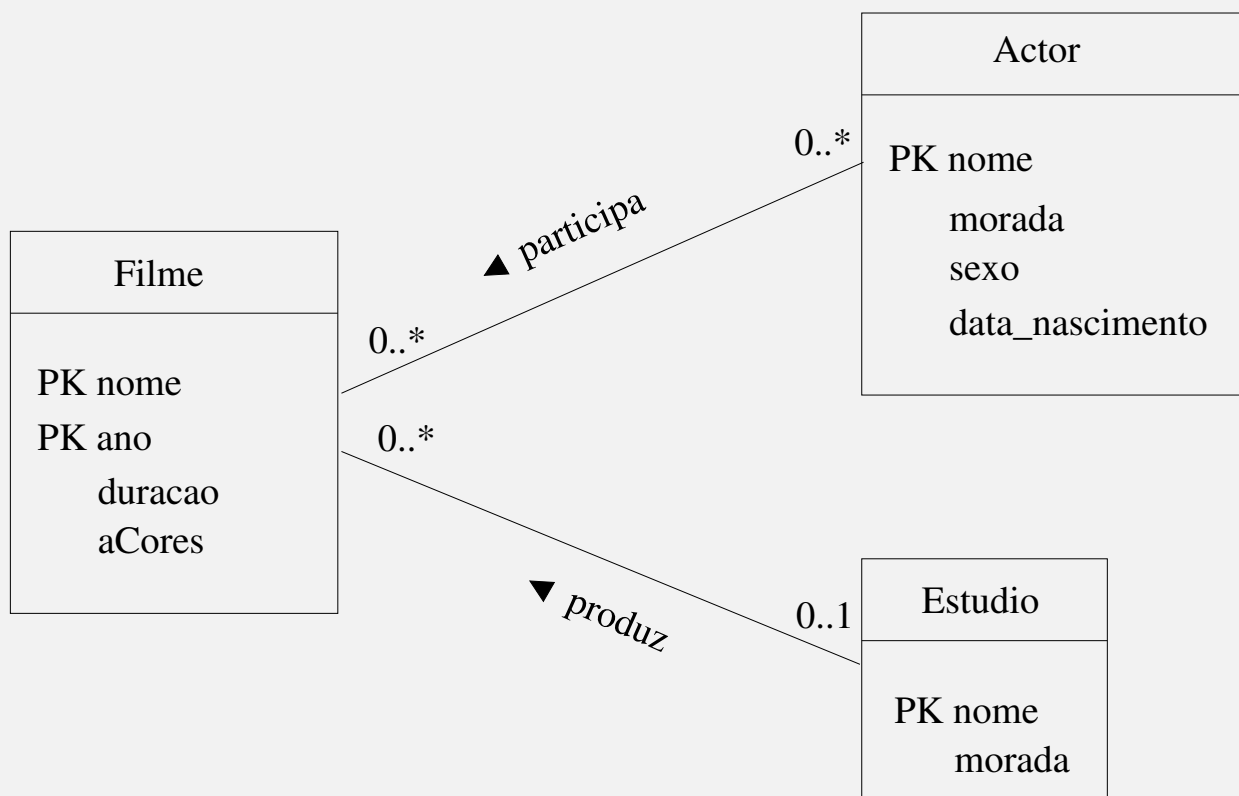 Actor
PK nome
morada
sexo
data_nascimento
0..*
participa
0..*
Filme
PK nome
PK ano
duracao
aCores
0..*
produz
0..1
Estudio
PK nome
morada